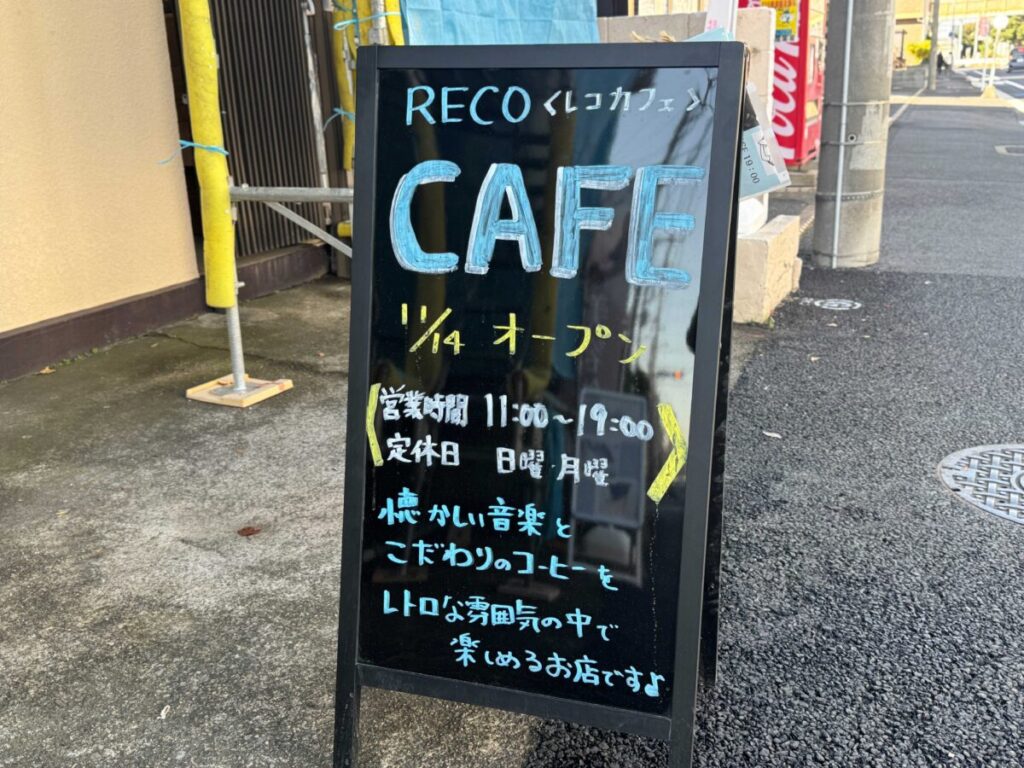 RECO <レコカフェ>
CAFE
11/14 オープン
営業時間 11:00~19:00
定休日 日曜・月曜
懐かしい音楽と
こだわりのコーヒーを
レトロな雰囲気の中で
楽しめるお店です♪
19:00
Coca